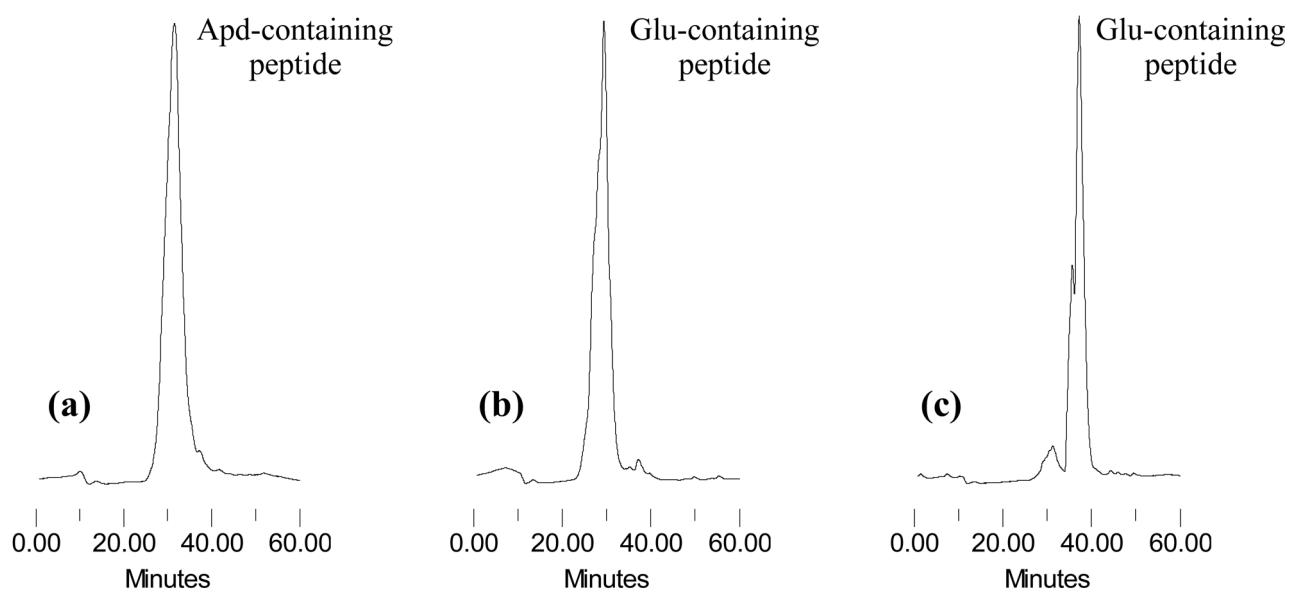 Apd-containing
peptide
(a)
0.00 20.00 40.00 60.00
Minutes
Glu-containing
peptide
(b)
0.00 20.00 40.00 60.00
Minutes
Glu-containing
peptide
(c)
0.00 20.00 40.00 60.00
Minutes